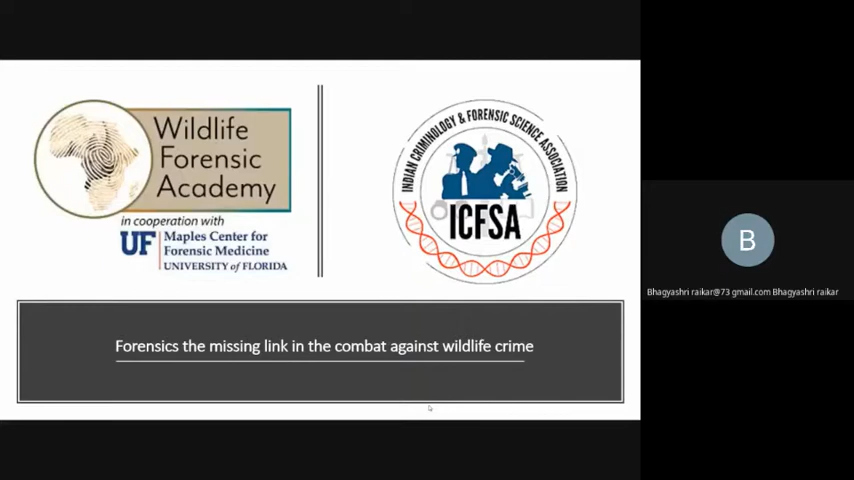 Wildlife
Forensic
Academy
in cooperation with
UF Maples Center for
Forensic Medicine
UNIVERSITY of FLORIDA
INDIAN CRIMINOLOGY & FORENSIC SCIENCE ASSOCIATION
ICFSA
Forensics the missing link in the combat against wildlife crime
B
Bhagyashri raikar@73 gmail.com Bhagyashri raikar